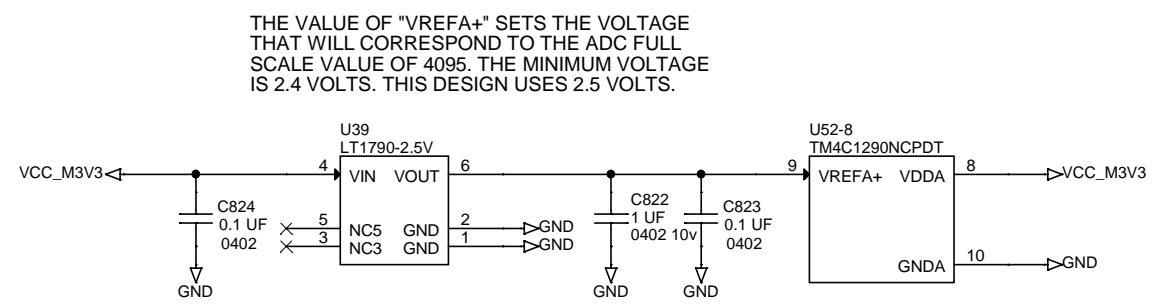 THE VALUE OF "VREFA+" SETS THE VOLTAGE
THAT WILL CORRESPOND TO THE ADC FULL
SCALE VALUE OF 4095. THE MINIMUM VOLTAGE
IS 2.4 VOLTS. THIS DESIGN USES 2.5 VOLTS.
U39
LT1790-2.5V
U52-8
TM4C1290NCPDT
VCC_M3V3
4
VIN VOUT
6
9
VREFA+ VDDA
8
VCC_M3V3
C824
0.1 UF
0402
5
NC5 GND
2
GND
3
NC3 GND
1
GND
C822
1 UF
0402 10v
C823
0.1 UF
0402
GNDA
10
GND
GND
GND
GND